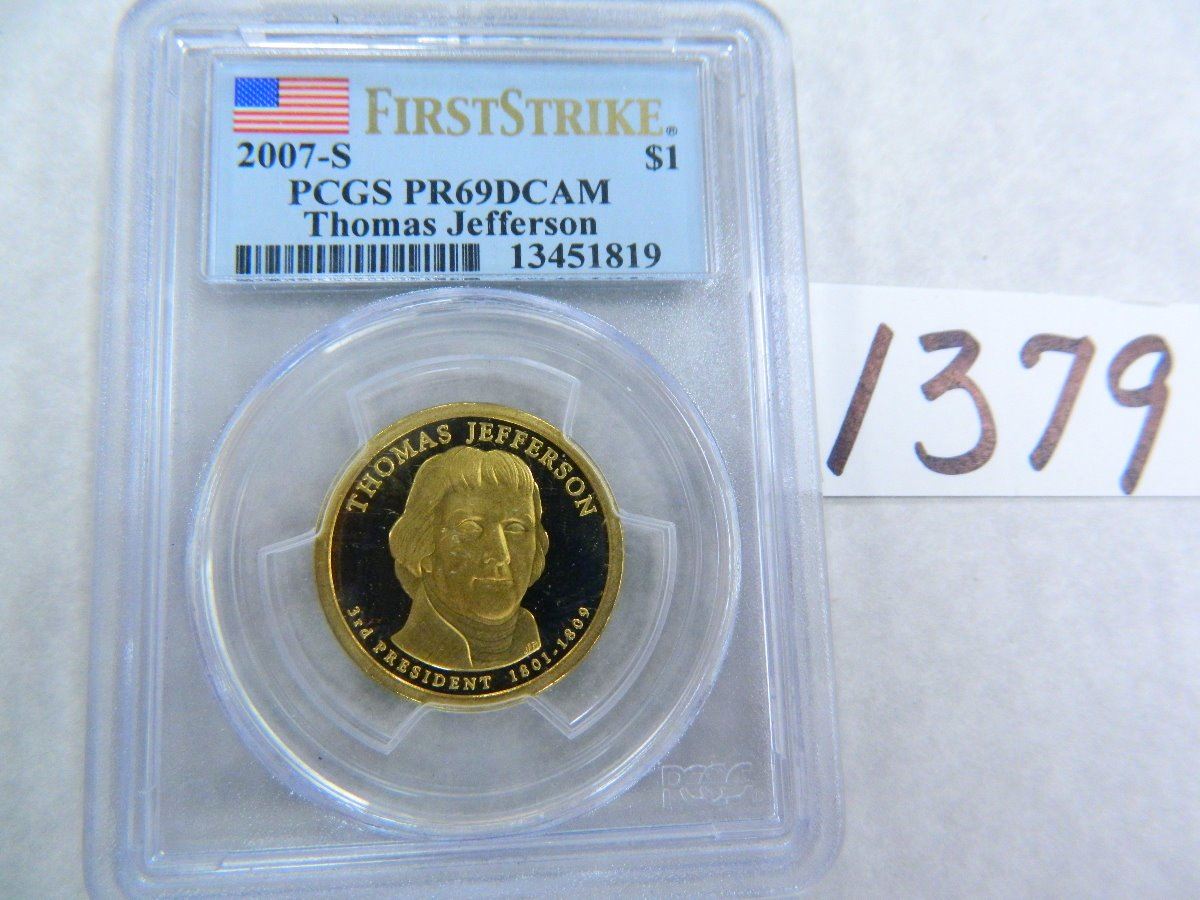 FIRSTSTRIKE®
2007-S $1
PCGS PR69DCAM
Thomas Jefferson
13451819
1379
THOMAS JEFFERSON
3rd PRESIDENT 1801-1809
PCGS